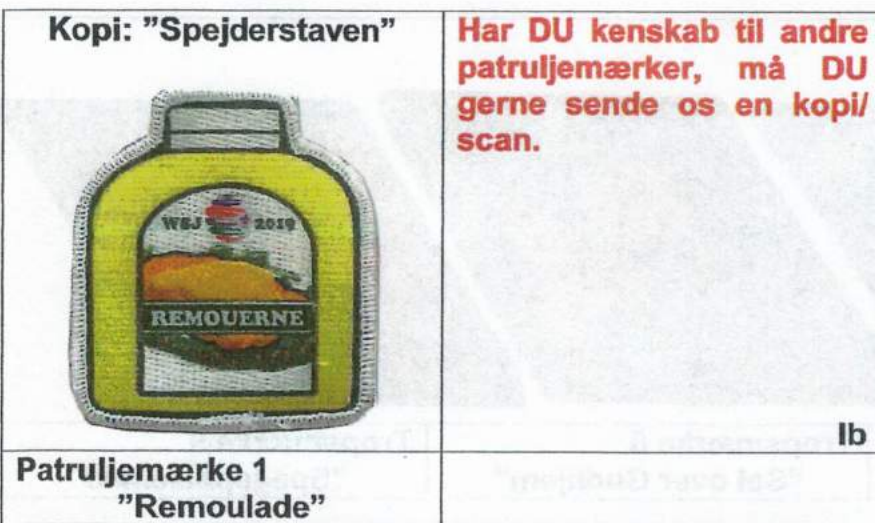 Kopi: ”Spejderstaven”
WSJ 2019
REMOUERNE
Patruljemærke 1
”Remoulade”
Har DU kenskab til andre
patruljemærker, må DU
gerne sende os en kopi/
scan.
Ib